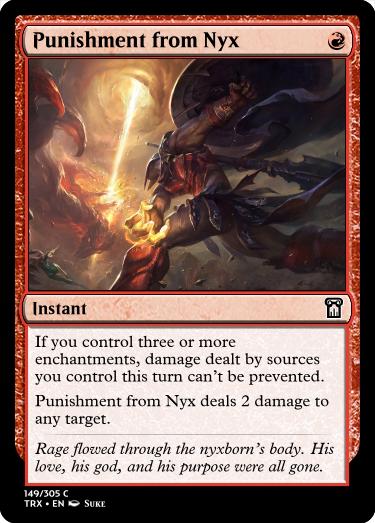 Punishment from Nyx
Instant
If you control three or more
enchantments, damage dealt by sources
you control this turn can't be prevented.
Punishment from Nyx deals 2 damage to
any target.
Rage flowed through the nyxborn's body. His
love, his god, and his purpose were all gone.
149/305 C
TRX • EN Suke